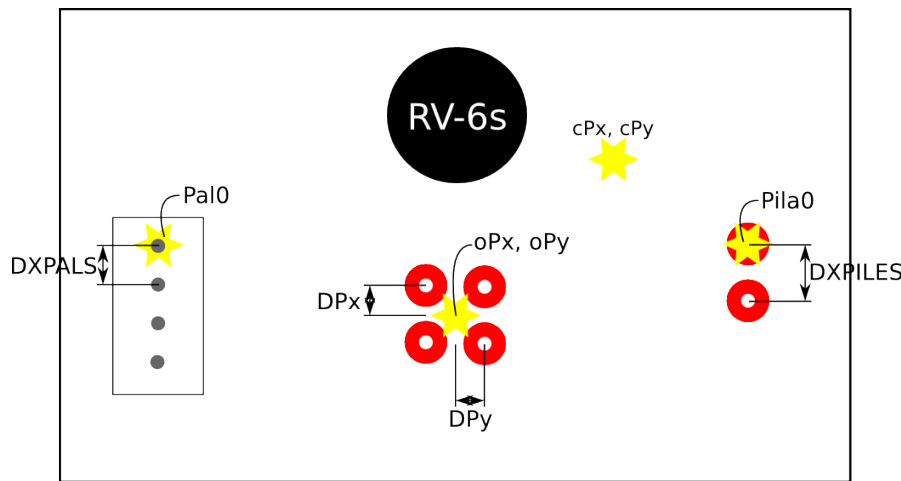 RV-6s
cPx, cPy
Pal0
Pila0
oPx, oPy
DXPALS
DXPILES
DPx
DPy